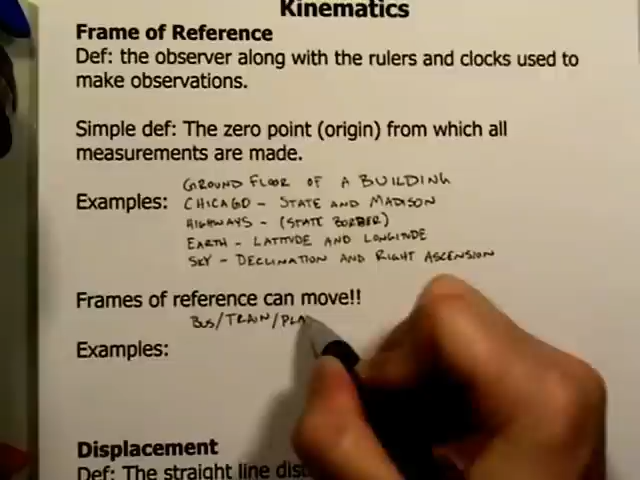 Kinematics
Frame of Reference
Def: the observer along with the rulers and clocks used to
make observations.
Simple def: The zero point (origin) from which all
measurements are made.
GROUND FLOOR OF A BUILDING
Examples: CHICAGO - STATE AND MADISON
HIGHWAYS - (STATE BORDER)
EARTH - LATITUDE AND LONGITUDE
SKY - DECLINATION AND RIGHT ASCENSION
Frames of reference can move!!
BUS/TRAIN/PLA
Examples:
Displacement
Def: The straight line dist